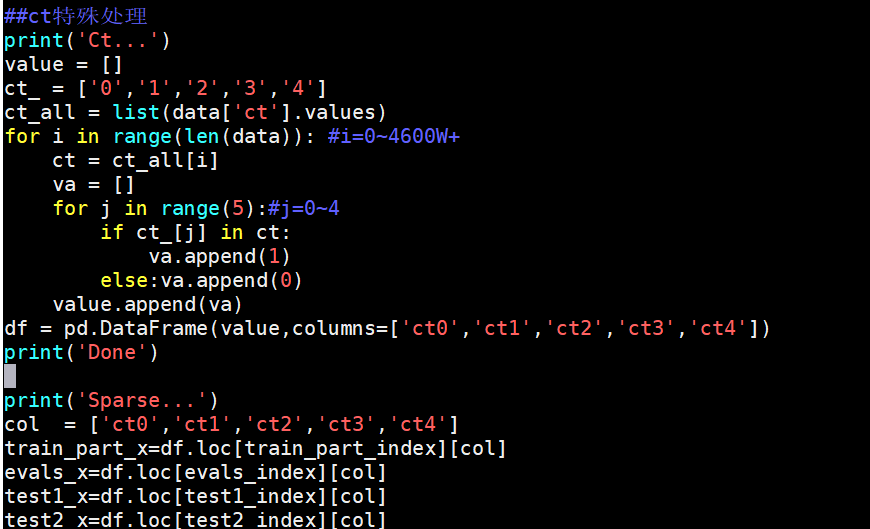 ##ct特殊处理
print('Ct...')
value = []
ct_ = ['0','1','2','3','4']
ct_all = list(data['ct'].values)
for i in range(len(data)): #i=0~4600W+
    ct = ct_all[i]
    va = []
    for j in range(5):#j=0~4
        if ct_[j] in ct:
            va.append(1)
        else:va.append(0)
    value.append(va)
df = pd.DataFrame(value,columns=['ct0','ct1','ct2','ct3','ct4'])
print('Done')
print('Sparse...')
col  = ['ct0','ct1','ct2','ct3','ct4']
train_part_x=df.loc[train_part_index][col]
evals_x=df.loc[evals_index][col]
test1_x=df.loc[test1_index][col]
test2_x=df.loc[test2_index][col]